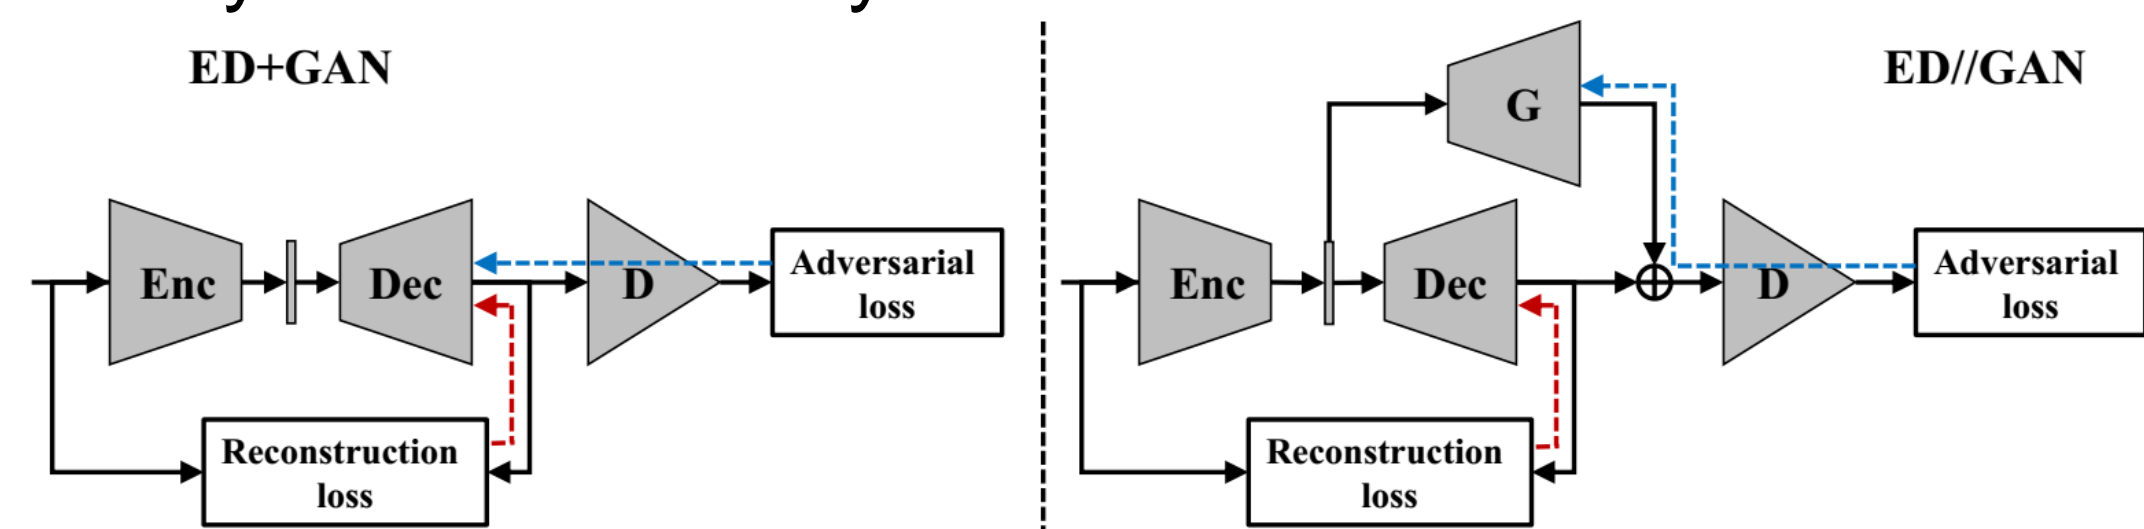 ED+GAN
Enc
Dec
D
Adversarial
loss
Reconstruction
loss
ED//GAN
G
Enc
Dec
D
Adversarial
loss
Reconstruction
loss